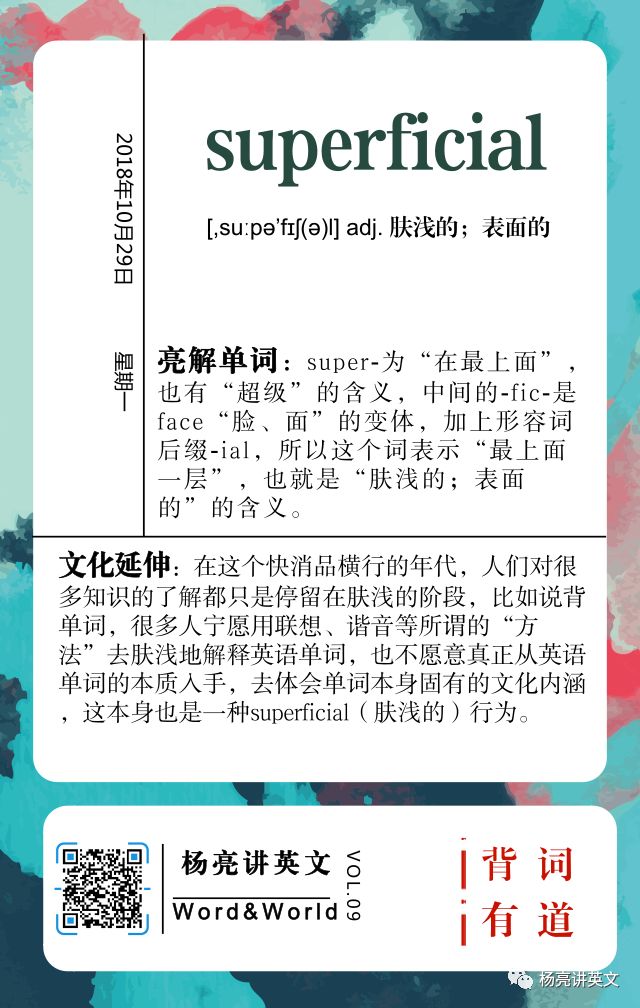 superficial
[,suːpə'fɪʃ(ə)l] adj. 肤浅的；表面的
2018年10月29日
星期一
亮解单词：super-为“在最上面”，
也有“超级”的含义，中间的-fic-是
face“脸、面”的变体，加上形容词
后缀-ial，所以这个词表示“最上面
一层”，也就是“肤浅的；表面
的”的含义。
文化延伸：在这个快消品横行的年代，人们对很
多知识的了解都只是停留在肤浅的阶段，比如说背
单词，很多人宁愿用联想、谐音等所谓的“方
法”去肤浅地解释英语单词，也不愿意真正从英语
单词的本质入手，去体会单词本身固有的文化内涵
，这本身也是一种superficial（肤浅的）行为。
杨亮讲英文
Word&World
VOL.09
背词
有道
杨亮讲英文